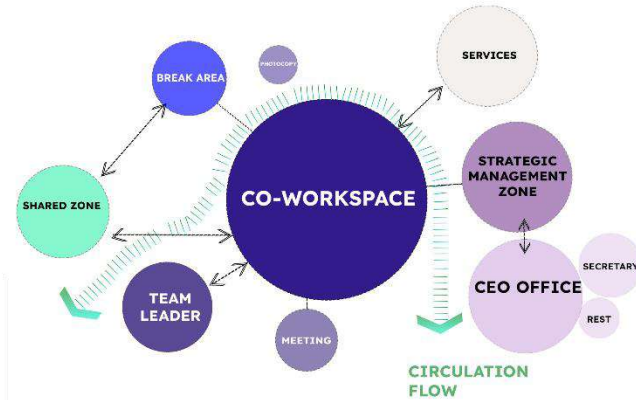 SERVICES
PHOTOCOPY
BREAK AREA
STRATEGIC
MANAGEMENT
ZONE
CO-WORKSPACE
SHARED ZONE
SECRETARY
CEO OFFICE
TEAM
LEADER
REST
MEETING
CIRCULATION
FLOW